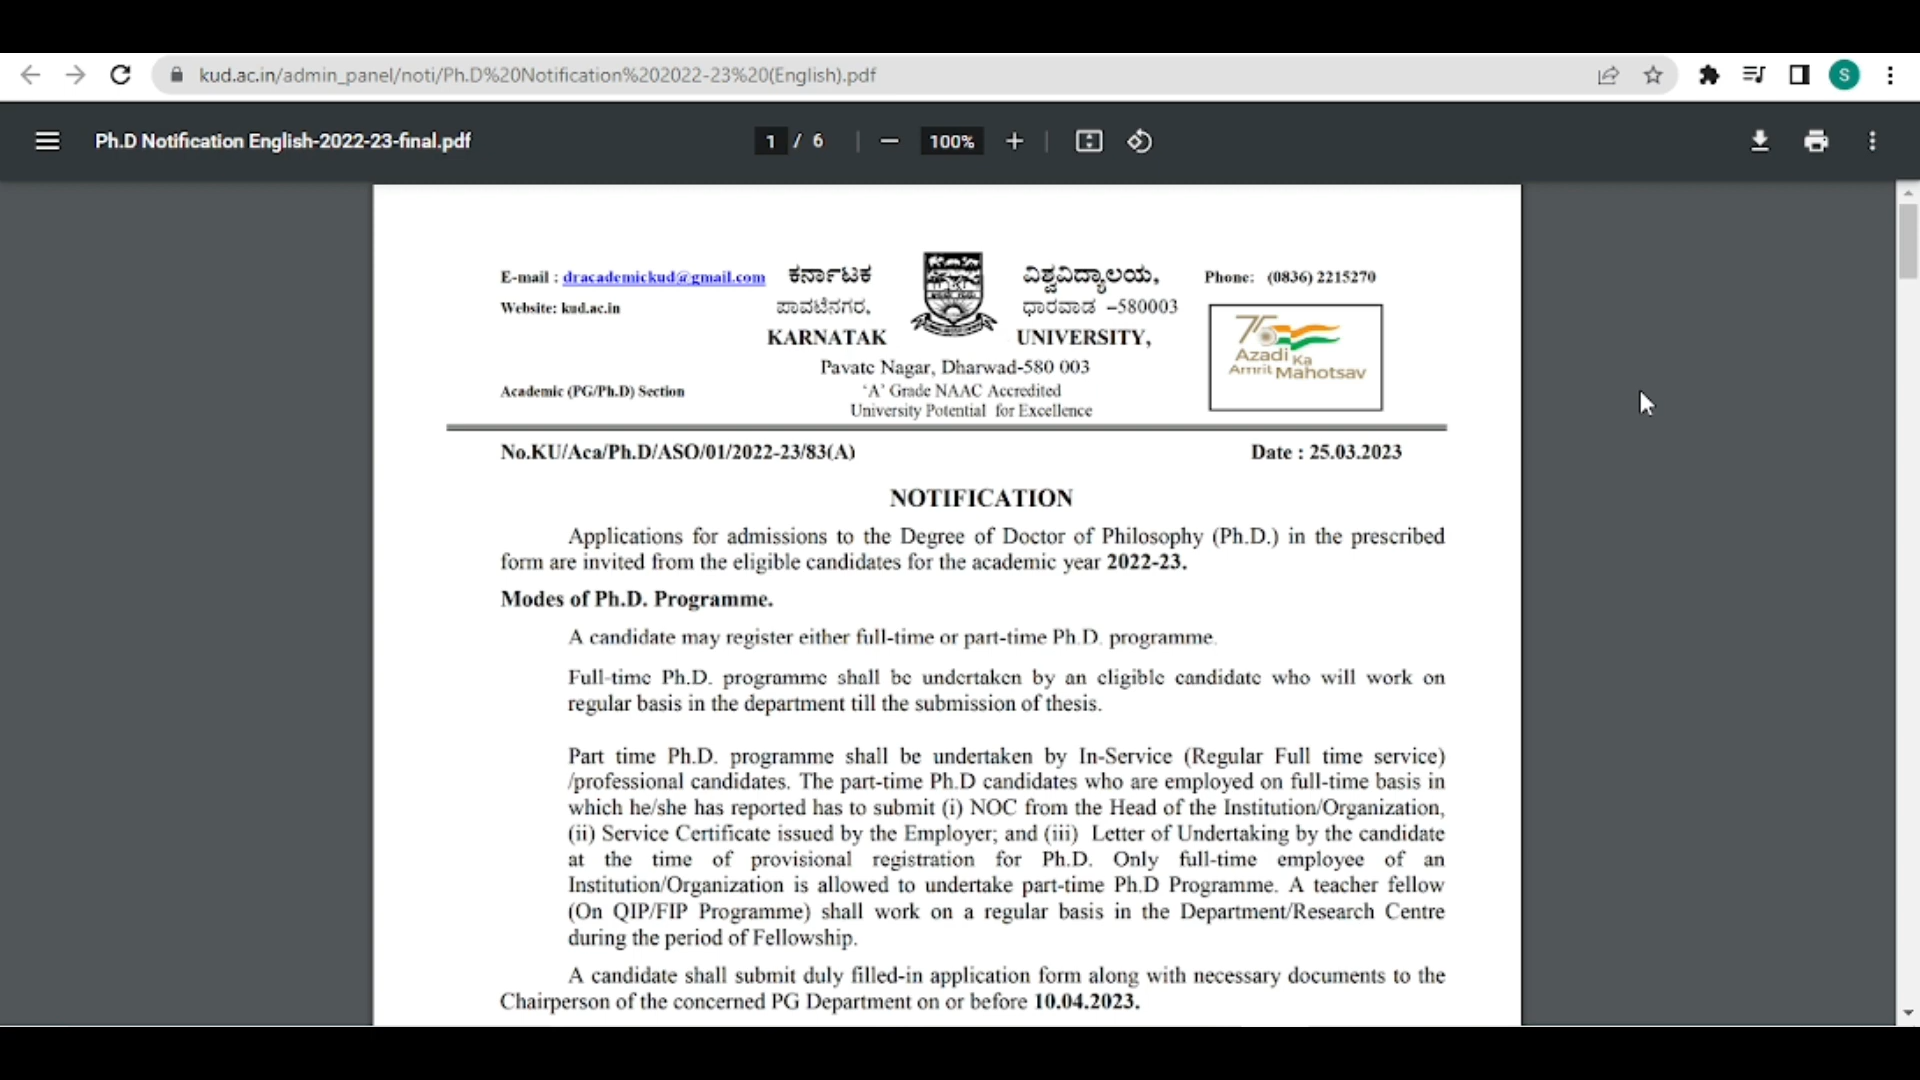 kud.ac.in/admin_panel/noti/Ph.D%20Notification%202022-23%20(English).pdf
S
Ph.D Notification English-2022-23-final.pdf
1 / 6
100%
E-mail : dracademickud@gmail.com ಕರ್ನಾಟಕ ವಿಶ್ವವಿದ್ಯಾಲಯ, Phone: (0836) 2215270
Website: kud.ac.in ಪಾವಟೆನಗರ, ಧಾರವಾಡ –580003
KARNATAK UNIVERSITY,
75 Azadi Ka Amrit Mahotsav
Pavate Nagar, Dharwad-580 003
Academic (PG/Ph.D) Section 'A' Grade NAAC Accredited
University Potential for Excellence
No.KU/Aca/Ph.D/ASO/01/2022-23/83(A) Date : 25.03.2023
NOTIFICATION
Applications for admissions to the Degree of Doctor of Philosophy (Ph.D.) in the prescribed
form are invited from the eligible candidates for the academic year 2022-23.
Modes of Ph.D. Programme.
A candidate may register either full-time or part-time Ph.D. programme.
Full-time Ph.D. programme shall be undertaken by an eligible candidate who will work on
regular basis in the department till the submission of thesis.
Part time Ph.D. programme shall be undertaken by In-Service (Regular Full time service)
/professional candidates. The part-time Ph.D candidates who are employed on full-time basis in
which he/she has reported has to submit (i) NOC from the Head of the Institution/Organization,
(ii) Service Certificate issued by the Employer; and (iii) Letter of Undertaking by the candidate
at the time of provisional registration for Ph.D. Only full-time employee of an
Institution/Organization is allowed to undertake part-time Ph.D Programme. A teacher fellow
(On QIP/FIP Programme) shall work on a regular basis in the Department/Research Centre
during the period of Fellowship.
A candidate shall submit duly filled-in application form along with necessary documents to the
Chairperson of the concerned PG Department on or before 10.04.2023.